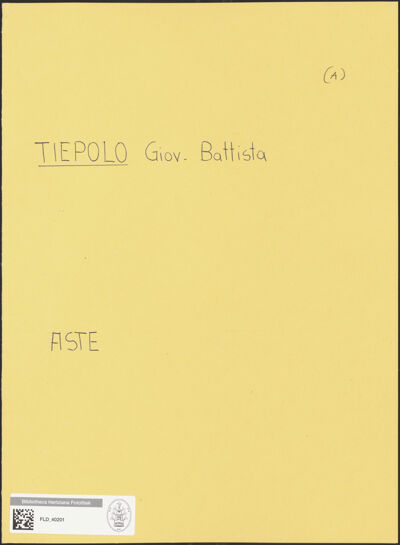 (A)
TIEPOLO Giov. Battista
ASTE
Bibliotheca Hertziana Fotothek
FLD_40201